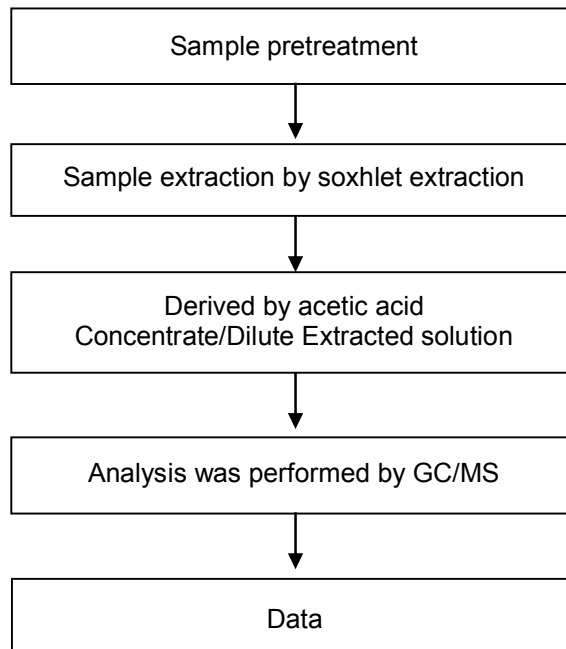 Sample pretreatment
Sample extraction by soxhlet extraction
Derived by acetic acid
Concentrate/Dilute Extracted solution
Analysis was performed by GC/MS
Data